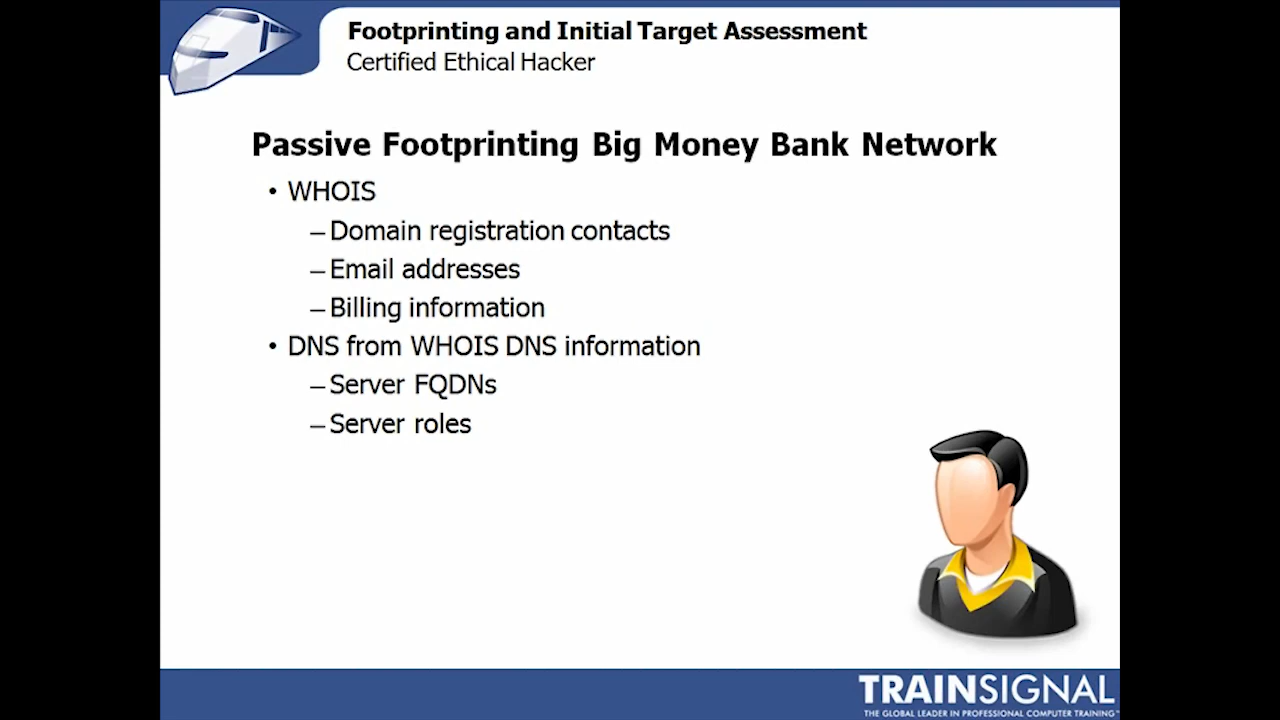 Footprinting and Initial Target Assessment
Certified Ethical Hacker
Passive Footprinting Big Money Bank Network
• WHOIS
– Domain registration contacts
– Email addresses
– Billing information
• DNS from WHOIS DNS information
– Server FQDNs
– Server roles
TRAINSIGNAL
THE GLOBAL LEADER IN PROFESSIONAL COMPUTER TRAINING™